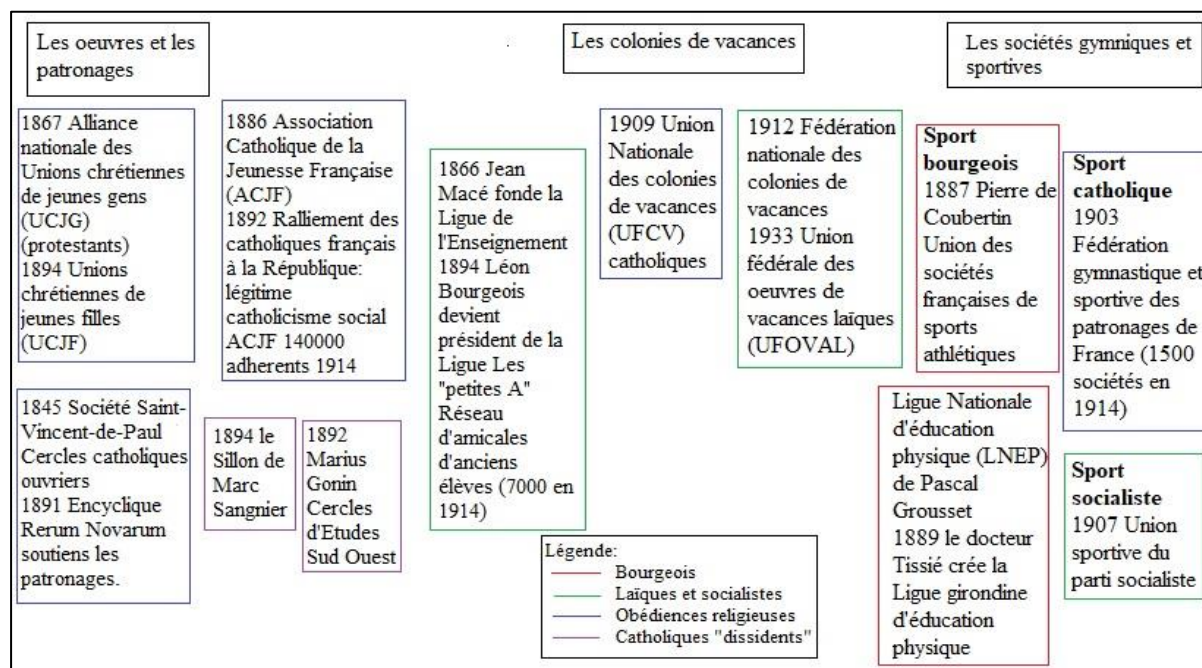 Les oeuvres et les
patronages
Les colonies de vacances
Les sociétés gymniques et
sportives
1867 Alliance
nationale des
Unions chrétiennes
de jeunes gens
(UCJG)
(protestants)
1894 Unions
chrétiennes de
jeunes filles
(UCJF)
1886 Association
Catholique de la
Jeunesse Française
(ACJF)
1892 Ralliement des
catholiques français
à la République:
légitime
catholicisme social
ACJF 140000
adherents 1914
1866 Jean
Macé fonde la
Ligue de
l'Enseignement
1894 Léon
Bourgeois
devient
président de la
Ligue Les
"petites A"
Réseau
d'amicales
d'anciens
élèves (7000 en
1914)
1909 Union
Nationale
des colonies
de vacances
(UFCV)
catholiques
1912 Fédération
nationale des
colonies de
vacances
1933 Union
fédérale des
oeuvres de
vacances laïques
(UFOVAL)
Sport
bourgeois
1887 Pierre de
Coubertin
Union des
sociétés
françaises de
sports
athlétiques
Sport
catholique
1903
Fédération
gymnastique et
sportive des
patronages de
France (1500
sociétés en
1914)
1845 Société Saint-
Vincent-de-Paul
Cercles catholiques
ouvriers
1891 Encyclique
Rerum Novarum
soutiens les
patronages.
1894 le
Sillon de
Marc
Sangnier
1892
Marius
Gonin
Cercles
d'Etudes
Sud Ouest
Ligue Nationale
d'éducation
physique (LNEP)
de Pascal
Grousset
1889 le docteur
Tissié crée la
Ligue girondine
d'éducation
physique
Sport
socialiste
1907 Union
sportive du
parti socialiste
Légende:
Bourgeois
Laïques et socialistes
Obédiences religieuses
Catholiques "dissidents"